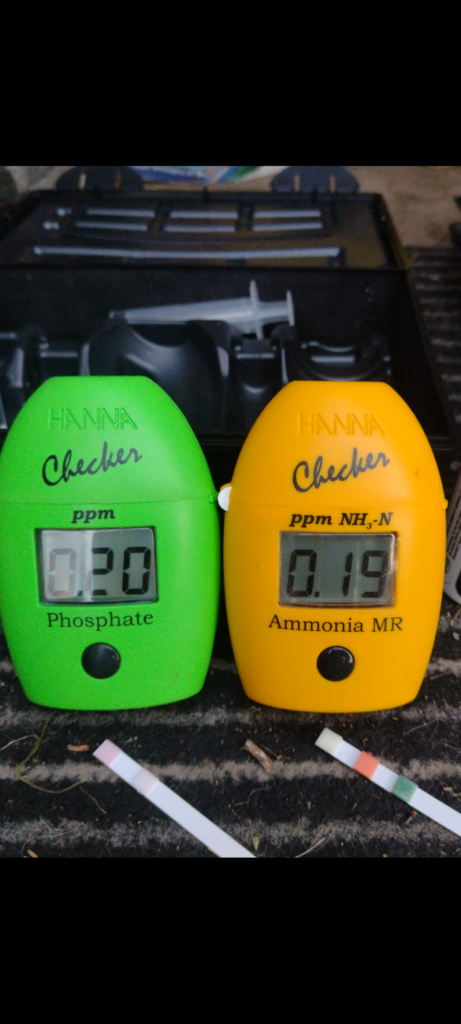 HANNA
Checker
ppm
0.20
Phosphate
HANNA
Checker
ppm NH₃-N
0.19
Ammonia MR